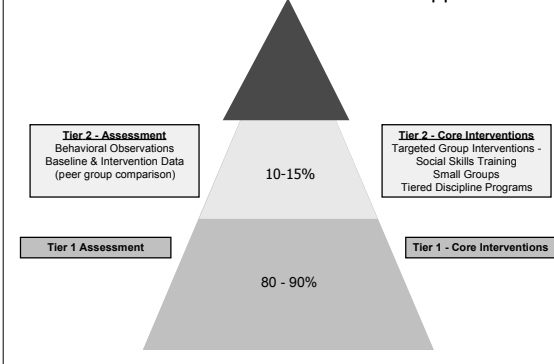 Tier 2 - Assessment
Behavioral Observations
Baseline & Intervention Data
(peer group comparison)
10-15%
Tier 2 - Core Interventions
Targeted Group Interventions -
Social Skills Training
Small Groups
Tiered Discipline Programs
Tier 1 Assessment
Tier 1 - Core Interventions
80 - 90%